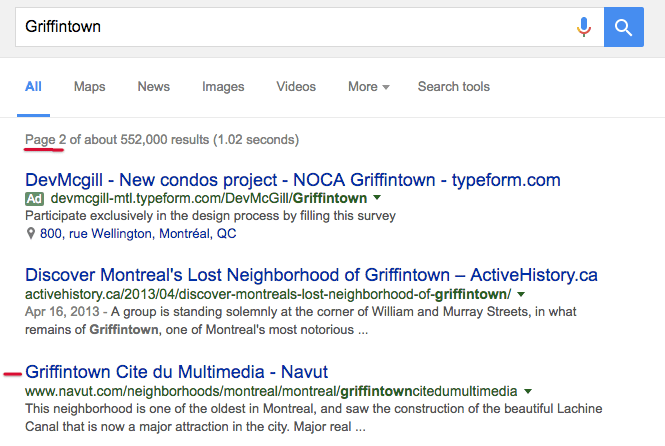 Griffintown
All Maps News Images Videos More Search tools
Page 2 of about 552,000 results (1.02 seconds)
DevMcgill - New condos project - NOCA Griffintown - typeform.com
Ad devmcgill-mtl.typeform.com/DevMcGill/Griffintown
Participate exclusively in the design process by filling this survey
800, rue Wellington, Montréal, QC
Discover Montreal's Lost Neighborhood of Griffintown – ActiveHistory.ca
activehistory.ca/2013/04/discover-montreals-lost-neighborhood-of-griffintown/
Apr 16, 2013 - A group is standing solemnly at the corner of William and Murray Streets, in what
remains of Griffintown, one of Montreal's most notorious ...
Griffintown Cite du Multimedia - Navut
www.navut.com/neighborhoods/montreal/montreal/griffintowncitedumultimedia
This neighborhood is one of the oldest in Montreal, and saw the construction of the beautiful Lachine
Canal that is now a major attraction in the city. Major real ...